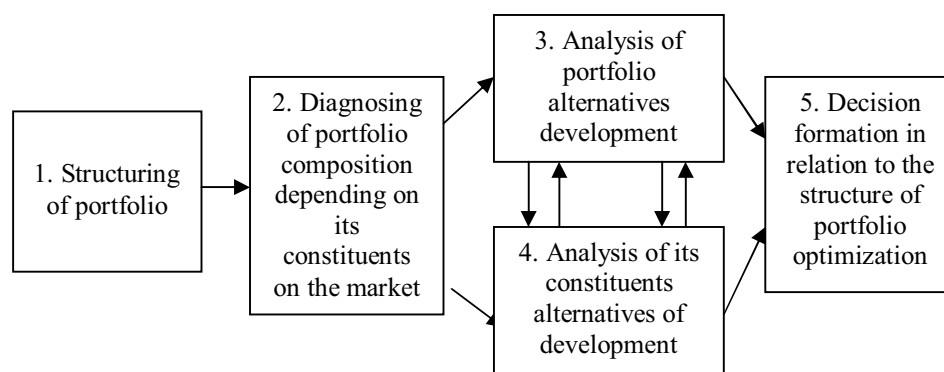 1. Structuring
of portfolio
2. Diagnosing
of portfolio
composition
depending on
its
constituents
on the market
3. Analysis of
portfolio
alternatives
development
4. Analysis of its
constituents
alternatives of
development
5. Decision
formation in
relation to the
structure of
portfolio
optimization